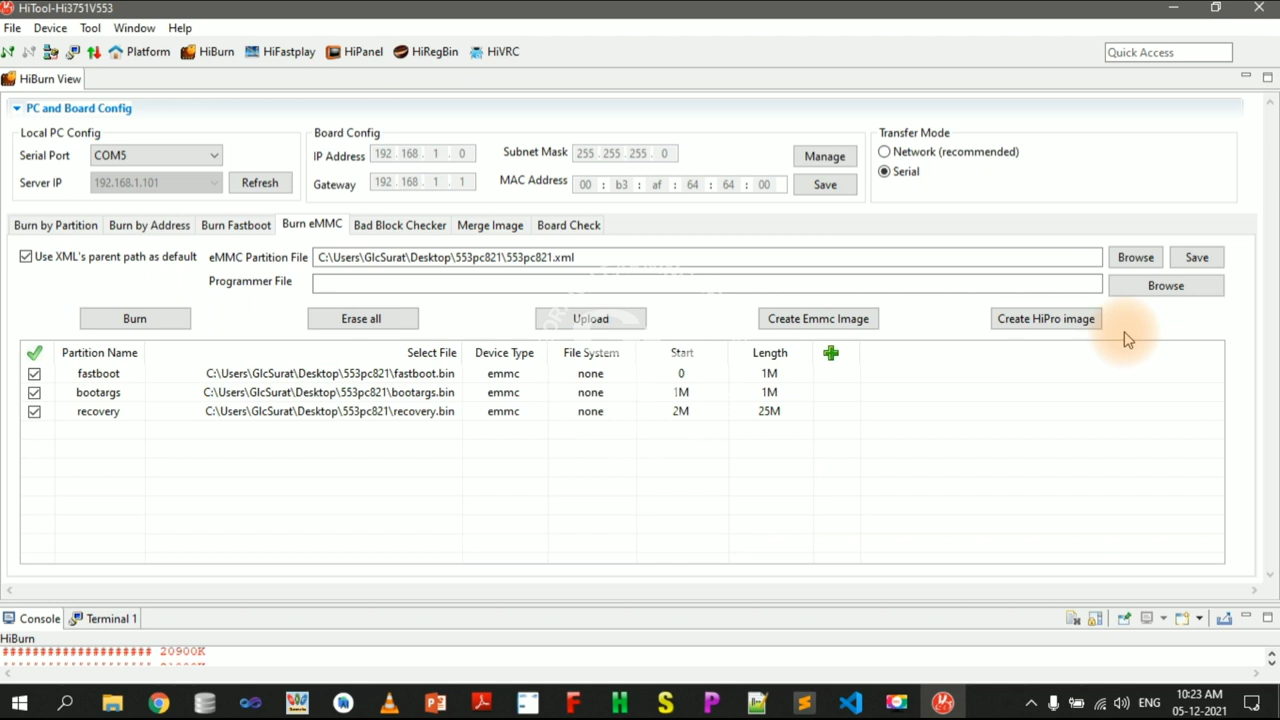 HiTool-Hi3751V553
File Device Tool Window Help
Platform HiBurn HiFastplay HiPanel HiRegBin HiVRC Quick Access
HiBurn View
PC and Board Config
Local PC Config Board Config Transfer Mode
Serial Port COM5 IP Address 192 . 168 . 1 . 0 Subnet Mask 255 . 255 . 255 . 0 Manage Network (recommended)
Server IP 192.168.1.101 Refresh Gateway 192 . 168 . 1 . 1 MAC Address 00 : b3 : af : 64 : 64 : 00 Save Serial
Burn by Partition Burn by Address Burn Fastboot Burn eMMC Bad Block Checker Merge Image Board Check
Use XML's parent path as default eMMC Partition File C:\Users\GlcSurat\Desktop\553pc821\553pc821.xml Browse Save
Programmer File Browse
Burn Erase all Upload Create Emmc Image Create HiPro image
Partition Name Select File Device Type File System Start Length
fastboot C:\Users\GlcSurat\Desktop\553pc821\fastboot.bin emmc none 0 1M
bootargs C:\Users\GlcSurat\Desktop\553pc821\bootargs.bin emmc none 1M 1M
recovery C:\Users\GlcSurat\Desktop\553pc821\recovery.bin emmc none 2M 25M
Console Terminal 1
HiBurn
#################### 20900K
ENG 10:23 AM
05-12-2021